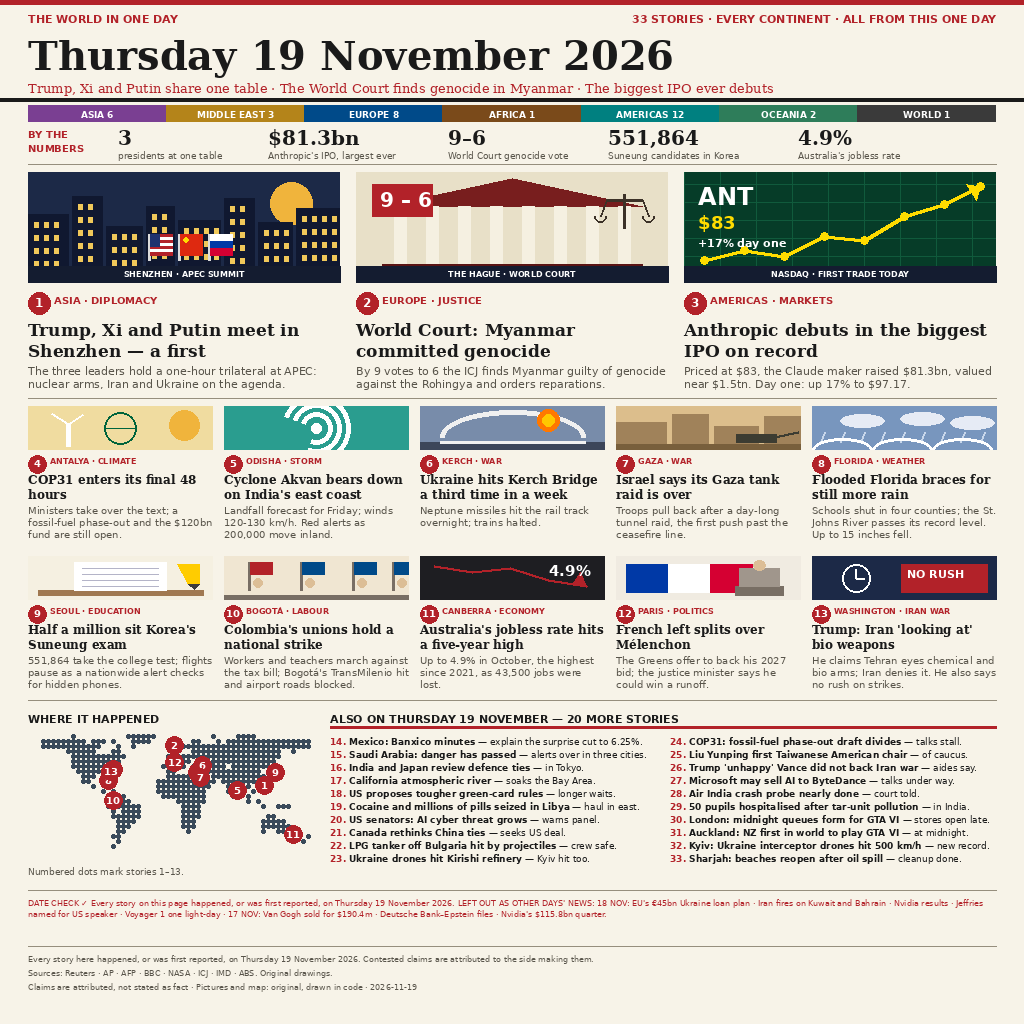 THE WORLD IN ONE DAY
33 STORIES · EVERY CONTINENT · ALL FROM THIS ONE DAY
Thursday 19 November 2026
Trump, Xi and Putin share one table · The World Court finds genocide in Myanmar · The biggest IPO ever debuts
ASIA 6
MIDDLE EAST 3
EUROPE 8
AFRICA 1
AMERICAS 12
OCEANIA 2
WORLD 1
BY THE
NUMBERS
3
presidents at one table
$81.3bn
Anthropic's IPO, largest ever
9–6
World Court genocide vote
551,864
Suneung candidates in Korea
4.9%
Australia's jobless rate
SHENZHEN · APEC SUMMIT
9 – 6
THE HAGUE · WORLD COURT
ANT
$83
+17% day one
NASDAQ · FIRST TRADE TODAY
1
ASIA · DIPLOMACY
Trump, Xi and Putin meet in
Shenzhen — a first
The three leaders hold a one-hour trilateral at APEC:
nuclear arms, Iran and Ukraine on the agenda.
2
EUROPE · JUSTICE
World Court: Myanmar
committed genocide
By 9 votes to 6 the ICJ finds Myanmar guilty of genocide
against the Rohingya and orders reparations.
3
AMERICAS · MARKETS
Anthropic debuts in the biggest
IPO on record
Priced at $83, the Claude maker raised $81.3bn, valued
near $1.5tn. Day one: up 17% to $97.17.
4
ANTALYA · CLIMATE
COP31 enters its final 48
hours
Ministers take over the text; a
fossil-fuel phase-out and the $120bn
fund are still open.
5
ODISHA · STORM
Cyclone Akvan bears down
on India's east coast
Landfall forecast for Friday; winds
120-130 km/h. Red alerts as
200,000 move inland.
6
KERCH · WAR
Ukraine hits Kerch Bridge
a third time in a week
Neptune missiles hit the rail track
overnight; trains halted.
7
GAZA · WAR
Israel says its Gaza tank
raid is over
Troops pull back after a day-long
tunnel raid, the first push past the
ceasefire line.
8
FLORIDA · WEATHER
Flooded Florida braces for
still more rain
Schools shut in four counties; the St.
Johns River passes its record level.
Up to 15 inches fell.
4.9%
NO RUSH
9
SEOUL · EDUCATION
Half a million sit Korea's
Suneung exam
551,864 take the college test; flights
pause as a nationwide alert checks
for hidden phones.
10
BOGOTÁ · LABOUR
Colombia's unions hold a
national strike
Workers and teachers march against
the tax bill; Bogotá's TransMilenio hit
and airport roads blocked.
11
CANBERRA · ECONOMY
Australia's jobless rate hits
a five-year high
Up to 4.9% in October, the highest
since 2021, as 43,500 jobs were
lost.
12
PARIS · POLITICS
French left splits over
Mélenchon
The Greens offer to back his 2027
bid; the justice minister says he
could win a runoff.
13
WASHINGTON · IRAN WAR
Trump: Iran 'looking at'
bio weapons
He claims Tehran eyes chemical and
bio arms; Iran denies it. He also says
no rush on strikes.
WHERE IT HAPPENED
2
12
6
7
13
9
1
5
10
11
Numbered dots mark stories 1–13.
ALSO ON THURSDAY 19 NOVEMBER — 20 MORE STORIES
14. Mexico: Banxico minutes — explain the surprise cut to 6.25%.
15. Saudi Arabia: danger has passed — alerts over in three cities.
16. India and Japan review defence ties — in Tokyo.
17. California atmospheric river — soaks the Bay Area.
18. US proposes tougher green-card rules — longer waits.
19. Cocaine and millions of pills seized in Libya — haul in east.
20. US senators: AI cyber threat grows — warns panel.
21. Canada rethinks China ties — seeks US deal.
22. LPG tanker off Bulgaria hit by projectiles — crew safe.
23. Ukraine drones hit Kirishi refinery — Kyiv hit too.
24. COP31: fossil-fuel phase-out draft divides — talks stall.
25. Liu Yunping first Taiwanese American chair — of caucus.
26. Trump 'unhappy' Vance did not back Iran war — aides say.
27. Microsoft may sell AI to ByteDance — talks under way.
28. Air India crash probe nearly done — court told.
29. 50 pupils hospitalised after tar-unit pollution — in India.
30. London: midnight queues form for GTA VI — stores open late.
31. Auckland: NZ first in world to play GTA VI — at midnight.
32. Kyiv: Ukraine interceptor drones hit 500 km/h — new record.
33. Sharjah: beaches reopen after oil spill — cleanup done.
DATE CHECK ✓ Every story on this page happened, or was first reported, on Thursday 19 November 2026. LEFT OUT AS OTHER DAYS' NEWS: 18 NOV: EU's €45bn Ukraine loan plan · Iran fires on Kuwait and Bahrain · Nvidia results · Jeffries
named for US speaker · Voyager 1 one light-day · 17 NOV: Van Gogh sold for $190.4m · Deutsche Bank–Epstein files · Nvidia's $115.8bn quarter.
Every story here happened, or was first reported, on Thursday 19 November 2026. Contested claims are attributed to the side making them.
Sources: Reuters · AP · AFP · BBC · NASA · ICJ · IMD · ABS. Original drawings.
Claims are attributed, not stated as fact · Pictures and map: original, drawn in code · 2026-11-19